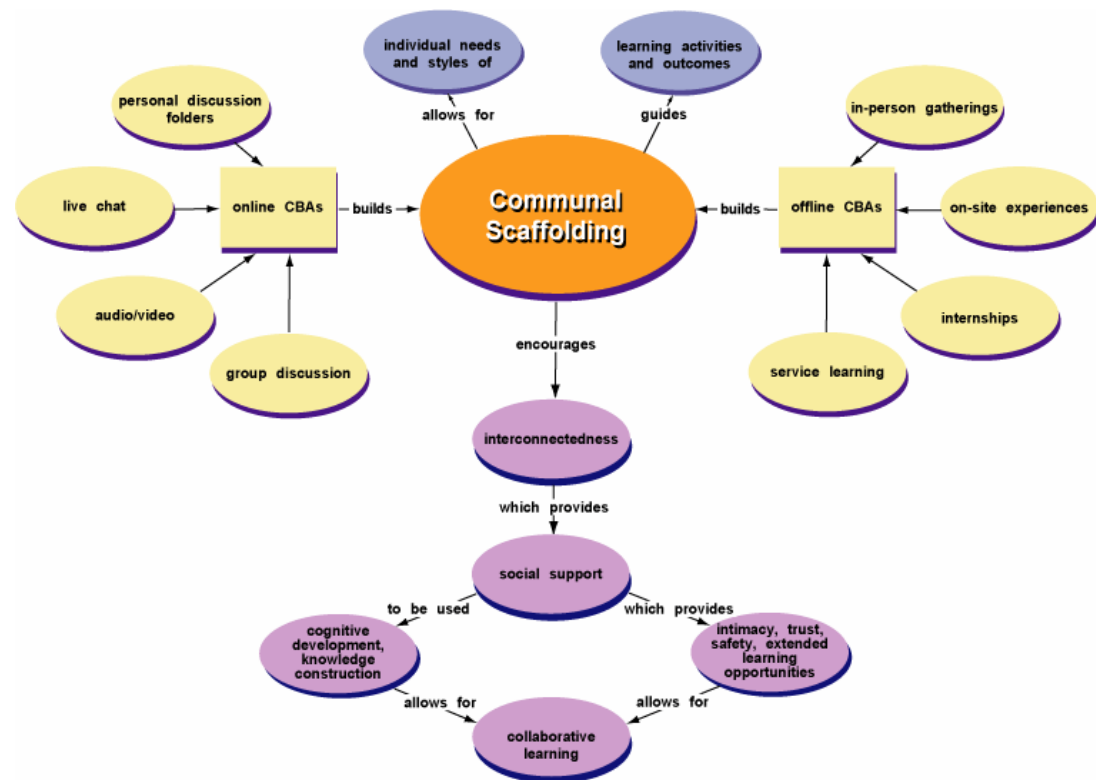 individual needs
and styles of
learning activities
and outcomes
personal discussion
folders
in-person gatherings
allows for
guides
live chat
online CBAs
builds
Communal
Scaffolding
builds
offline CBAs
on-site experiences
audio/video
internships
encourages
group discussion
service learning
interconnectedness
which provides
social support
to be used
which provides
cognitive
development,
knowledge
construction
intimacy, trust,
safety, extended
learning
opportunities
allows for
allows for
collaborative
learning